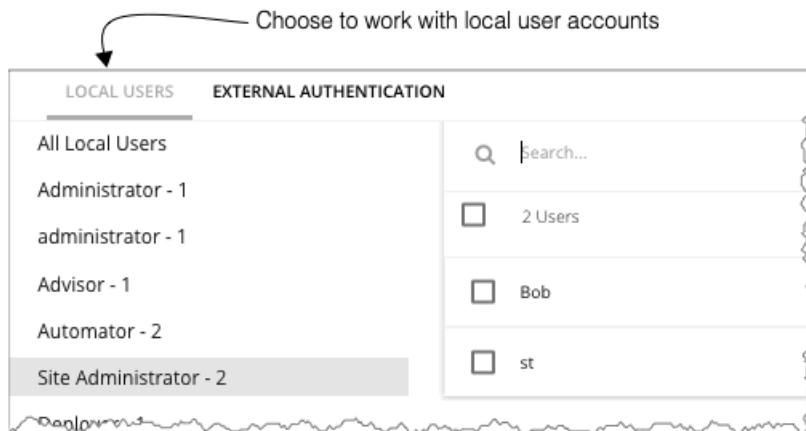 Choose to work with local user accounts
LOCAL USERS EXTERNAL AUTHENTICATION
All Local Users
Administrator - 1
administrator - 1
Advisor - 1
Automator - 2
Site Administrator - 2
Search...
2 Users
Bob
st